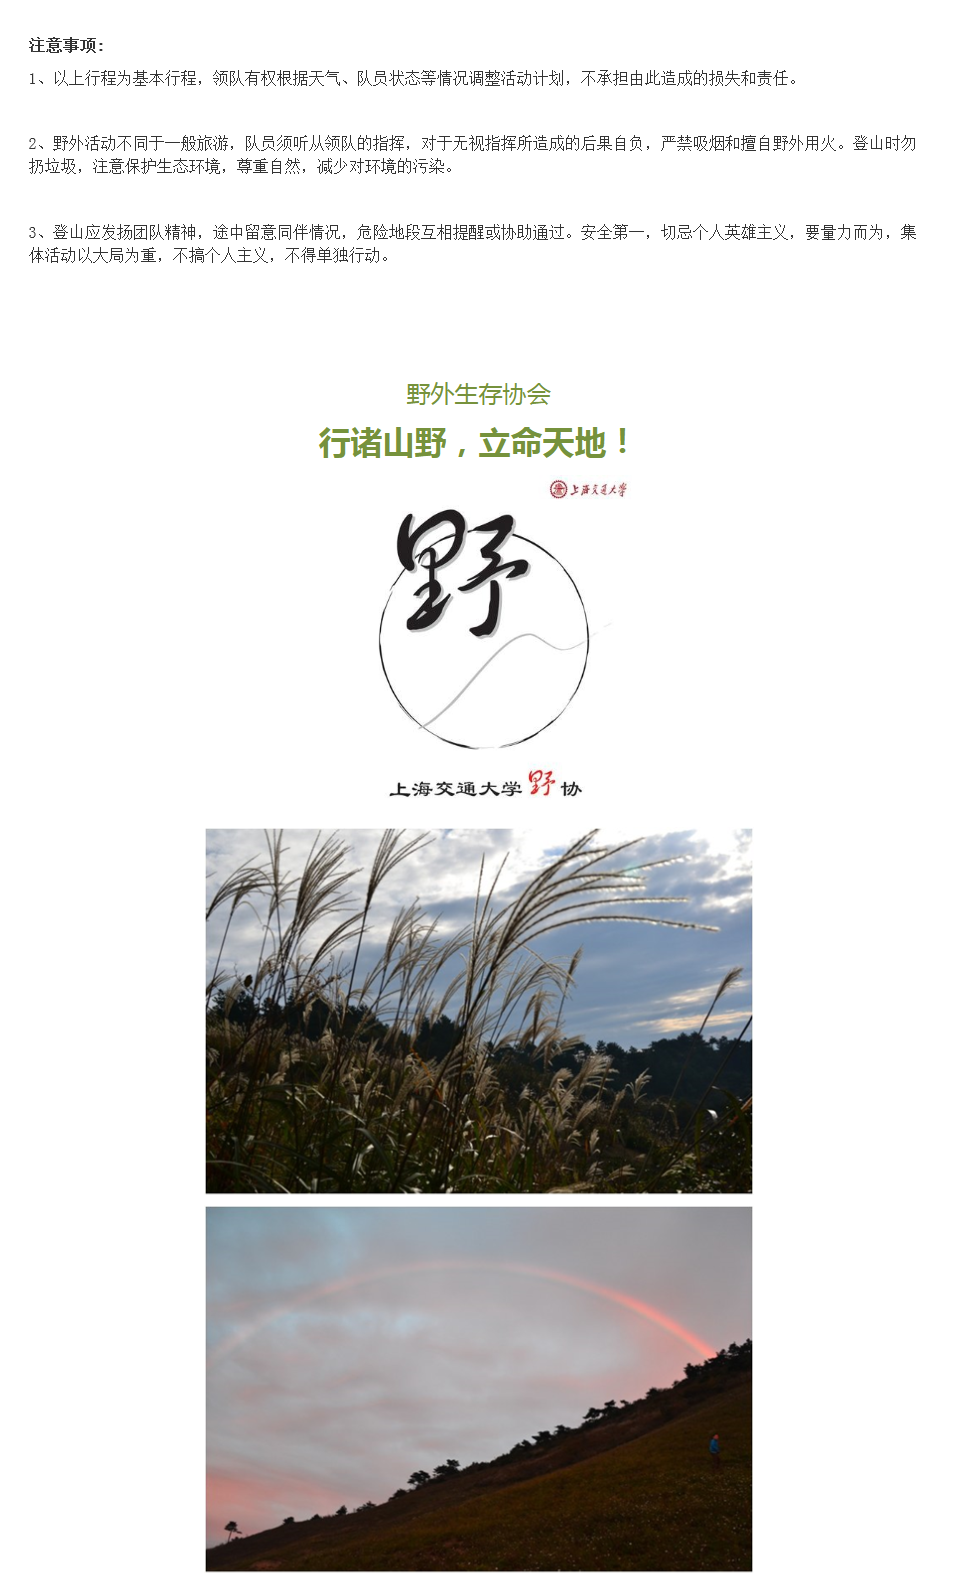 注意事项:
1、以上行程为基本行程，领队有权根据天气、队员状态等情况调整活动计划，不承担由此造成的损失和责任。
2、野外活动不同于一般旅游，队员须听从领队的指挥，对于无视指挥所造成的后果自负，严禁吸烟和擅自野外用火。登山时勿
扔垃圾，注意保护生态环境，尊重自然，减少对环境的污染。
3、登山应发扬团队精神，途中留意同伴情况，危险地段互相提醒或协助通过。安全第一，切忌个人英雄主义，要量力而为，集
体活动以大局为重，不搞个人主义，不得单独行动。
野外生存协会
行诸山野，立命天地！
上海交通大学
野
上海交通大学野协